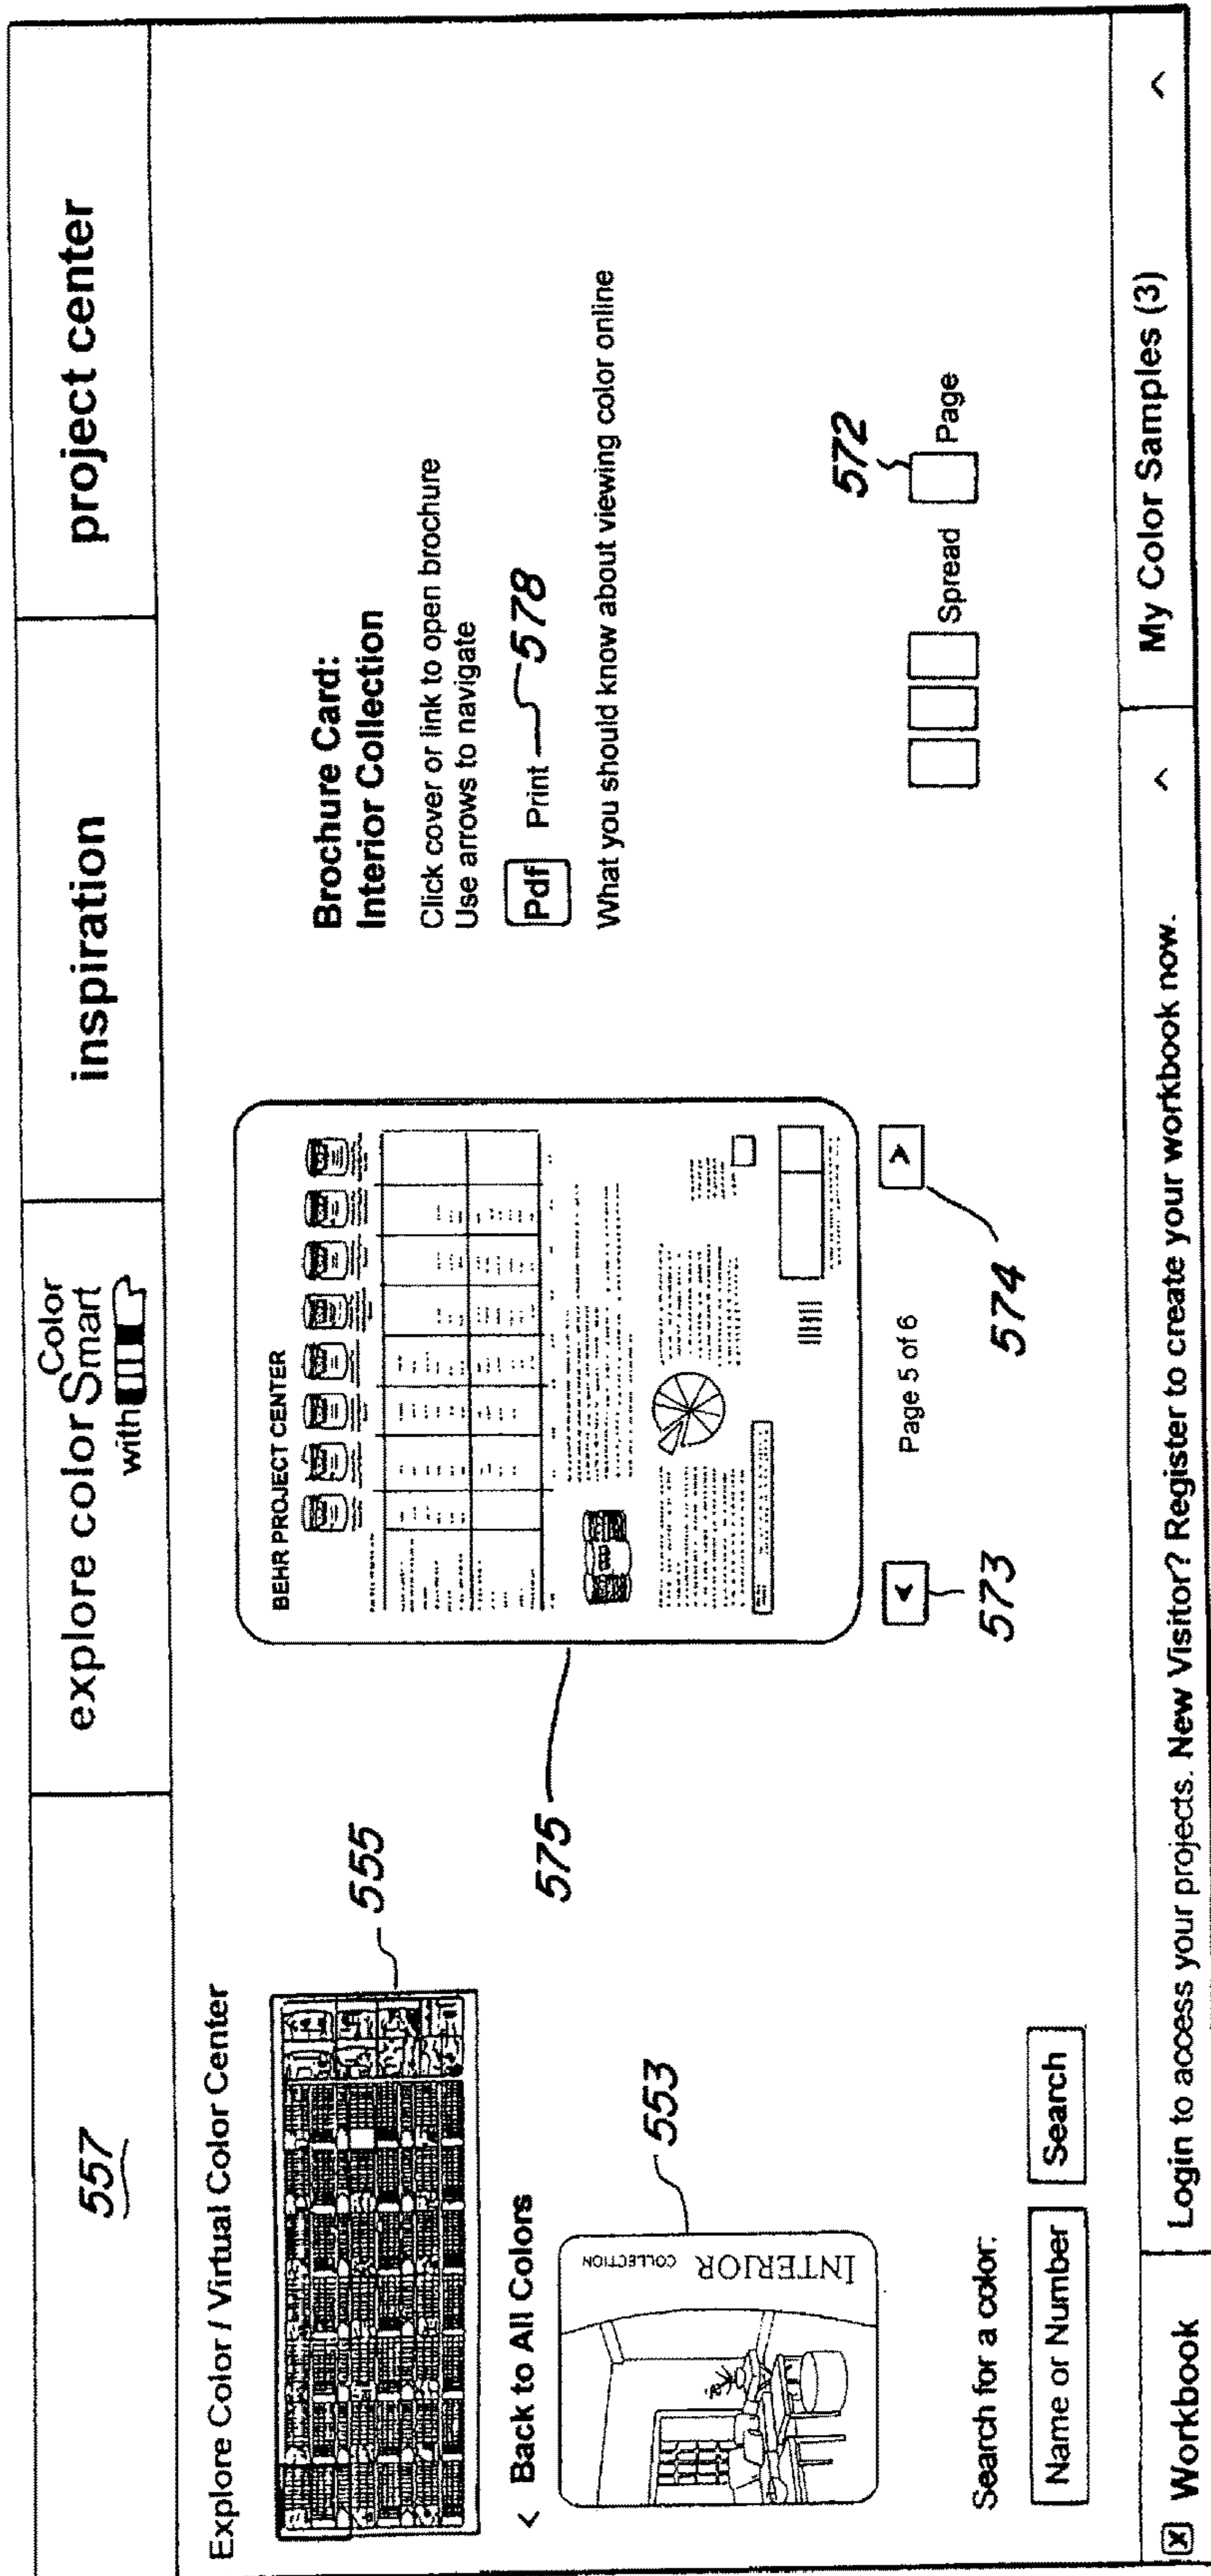 557
explore color
with
Color
Smart
inspiration
project center
Explore Color / Virtual Color Center
555
< Back to All Colors
553
INTERIOR
COLLECTION
Search for a color:
Name or Number
Search
575
BEHR PROJECT CENTER
<
Page 5 of 6
>
573
574
Brochure Card:
Interior Collection
Click cover or link to open brochure
Use arrows to navigate
Pdf Print 578
What you should know about viewing color online
572
Spread
Page
x Workbook
Login to access your projects. New Visitor? Register to create your workbook now. ^
My Color Samples (3) ^